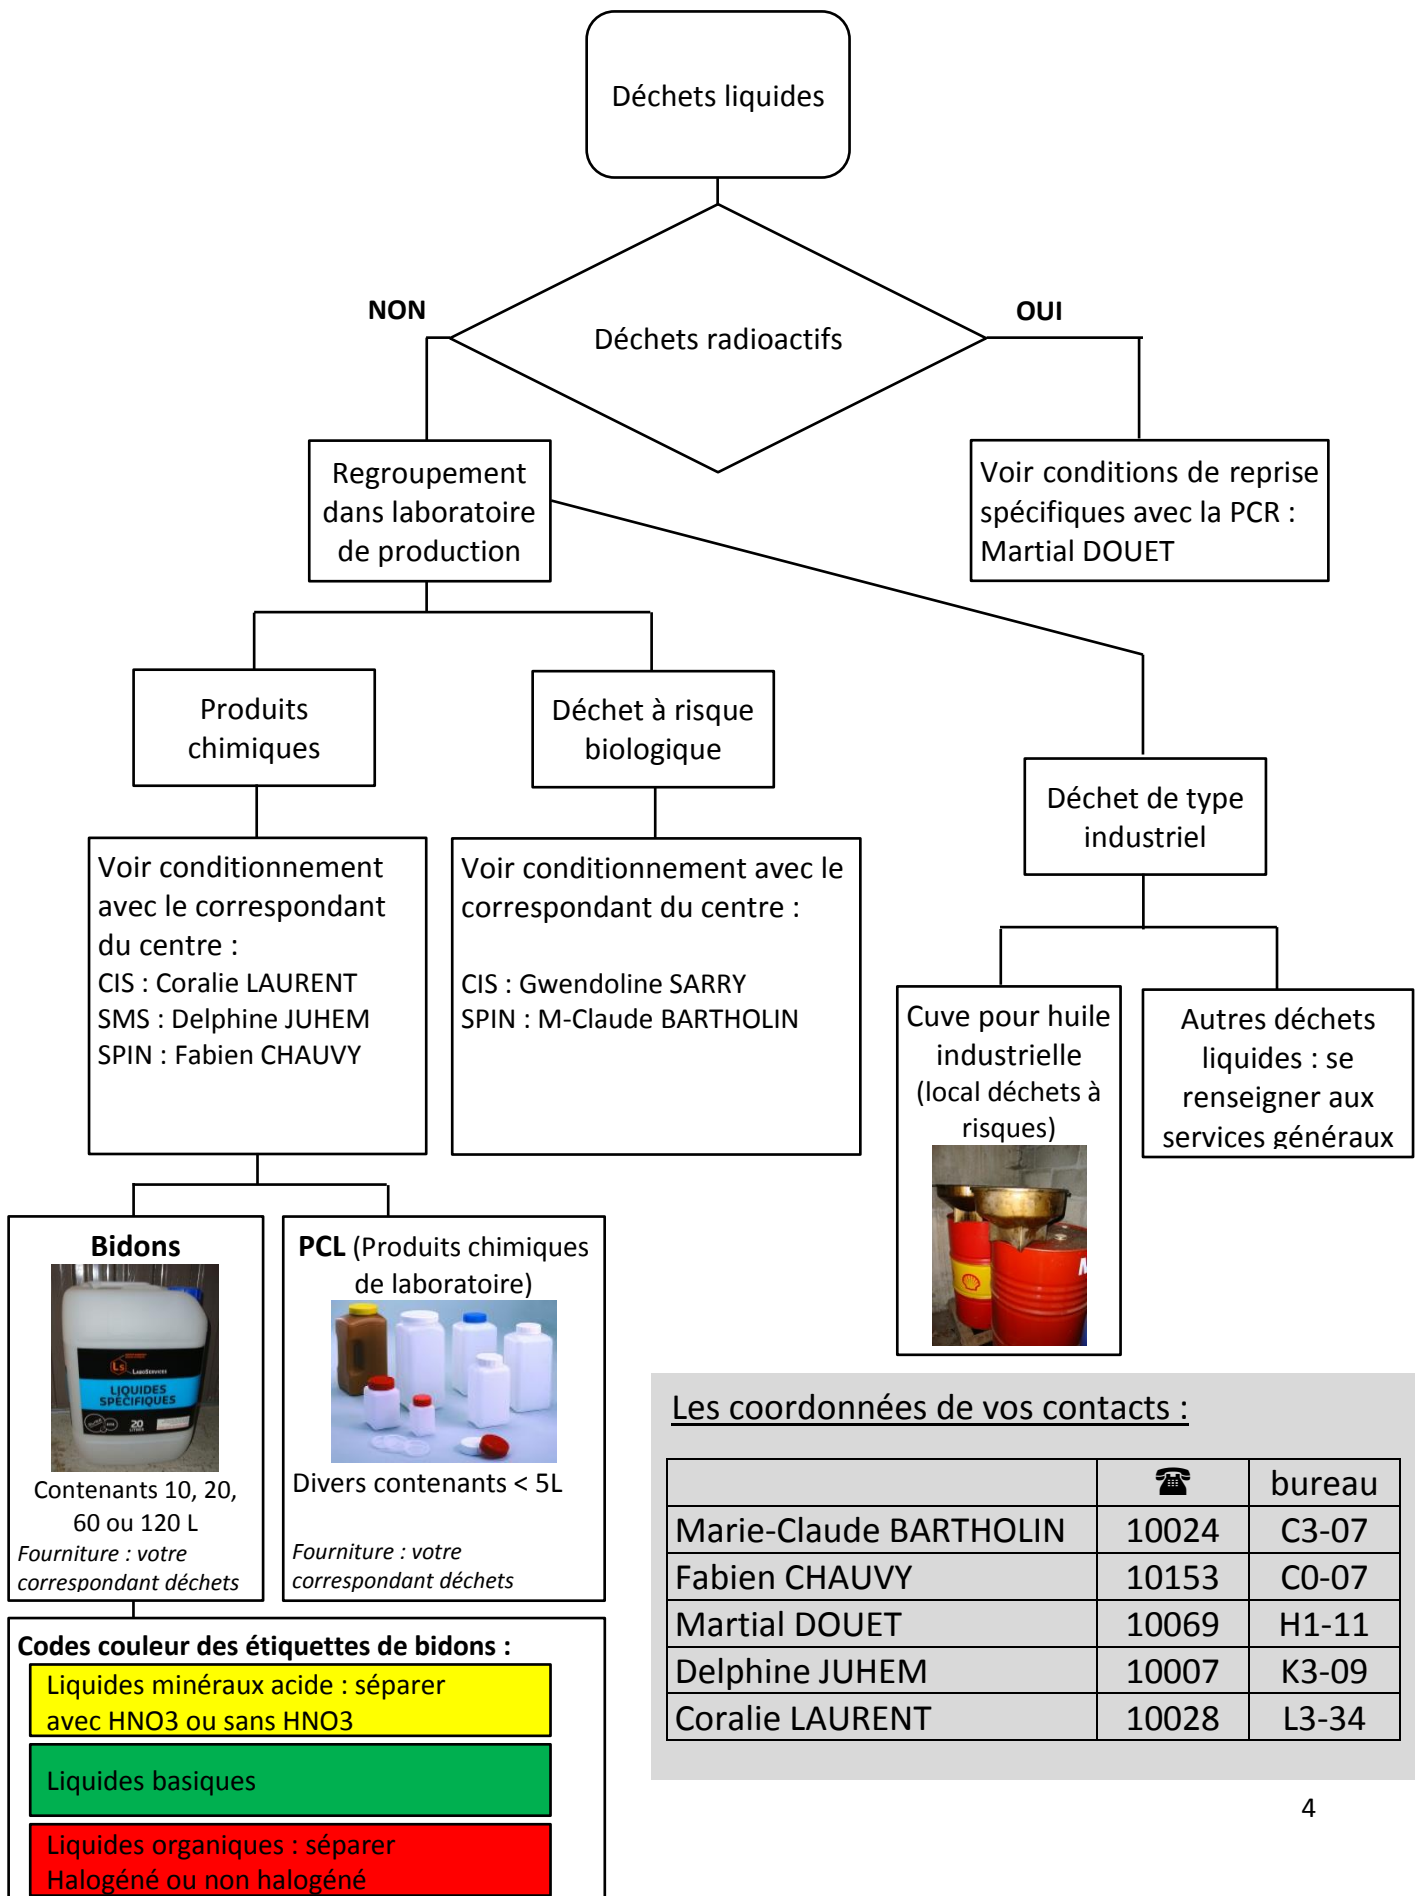 Déchets liquides
NON
OUI
Déchets radioactifs
Regroupement
dans laboratoire
de production
Voir conditions de reprise
spécifiques avec la PCR :
Martial DOUET
Produits
chimiques
Déchet à risque
biologique
Déchet de type
industriel
Voir conditionnement
avec le correspondant
du centre :
CIS : Coralie LAURENT
SMS : Delphine JUHEM
SPIN : Fabien CHAUVY
Voir conditionnement avec le
correspondant du centre :
CIS : Gwendoline SARRY
SPIN : M-Claude BARTHOLIN
Cuve pour huile
industrielle
(local déchets à
risques)
Autres déchets
liquides : se
renseigner aux
services généraux
Bidons
Ls LABOSERVICES
LIQUIDES
SPÉCIFIQUES
20
Contenants 10, 20,
60 ou 120 L
Fourniture : votre
correspondant déchets
PCL (Produits chimiques
de laboratoire)
Divers contenants < 5L
Fourniture : votre
correspondant déchets
Codes couleur des étiquettes de bidons :
Liquides minéraux acide : séparer
avec HNO3 ou sans HNO3
Liquides basiques
Liquides organiques : séparer
Halogéné ou non halogéné
Les coordonnées de vos contacts :
☎ bureau
Marie-Claude BARTHOLIN 10024 C3-07
Fabien CHAUVY 10153 C0-07
Martial DOUET 10069 H1-11
Delphine JUHEM 10007 K3-09
Coralie LAURENT 10028 L3-34
4